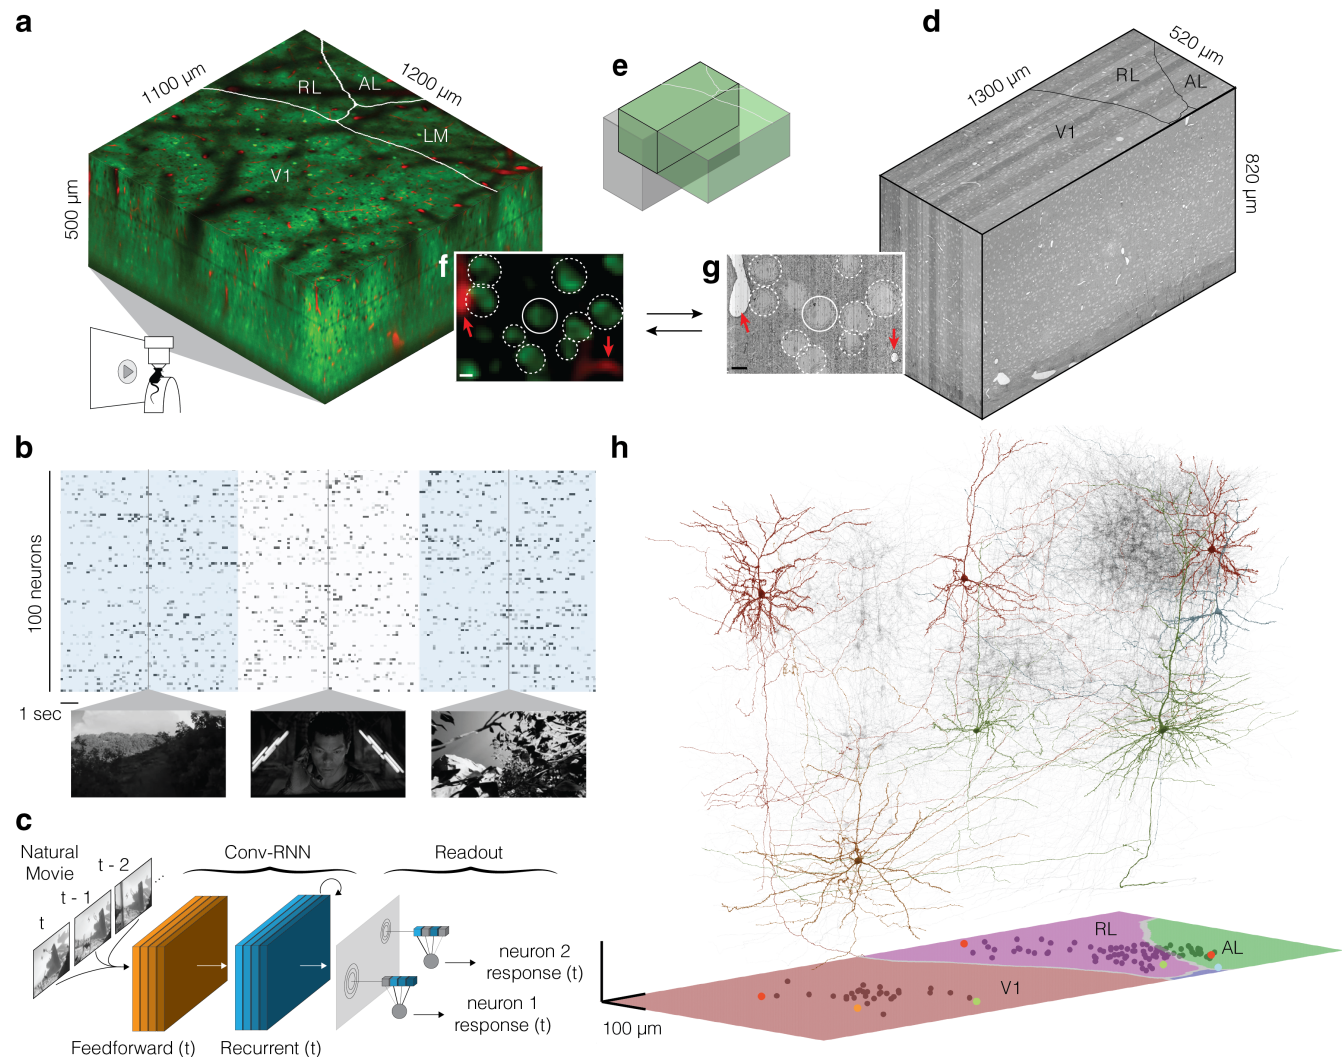 a
1100 µm
1200 µm
RL
AL
LM
V1
500 µm
e
d
1300 µm
520 µm
RL
AL
V1
820 µm
f
g
b
100 neurons
1 sec
c
Natural
Movie
t - 2
...
t - 1
t
Conv-RNN
Readout
neuron 2
response (t)
neuron 1
response (t)
Feedforward (t)
Recurrent (t)
h
RL
AL
V1
100 µm